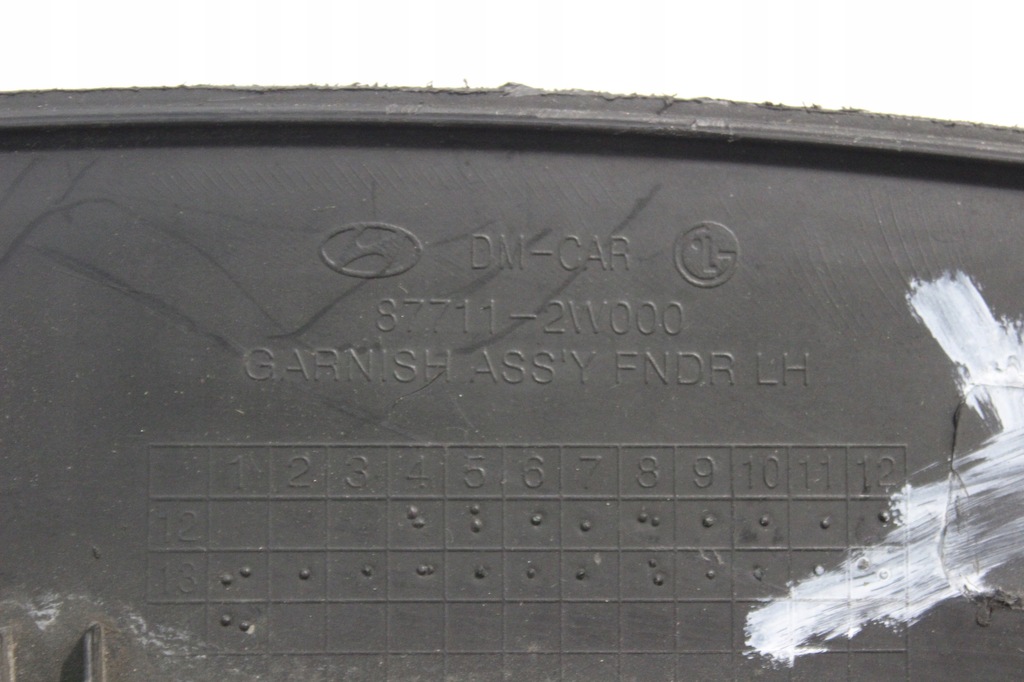 DM-CAR LG
87711-2W000
GARNISH ASS'Y FNDR LH
1 2 3 4 5 6 7 8 9 10 11 12
12
13